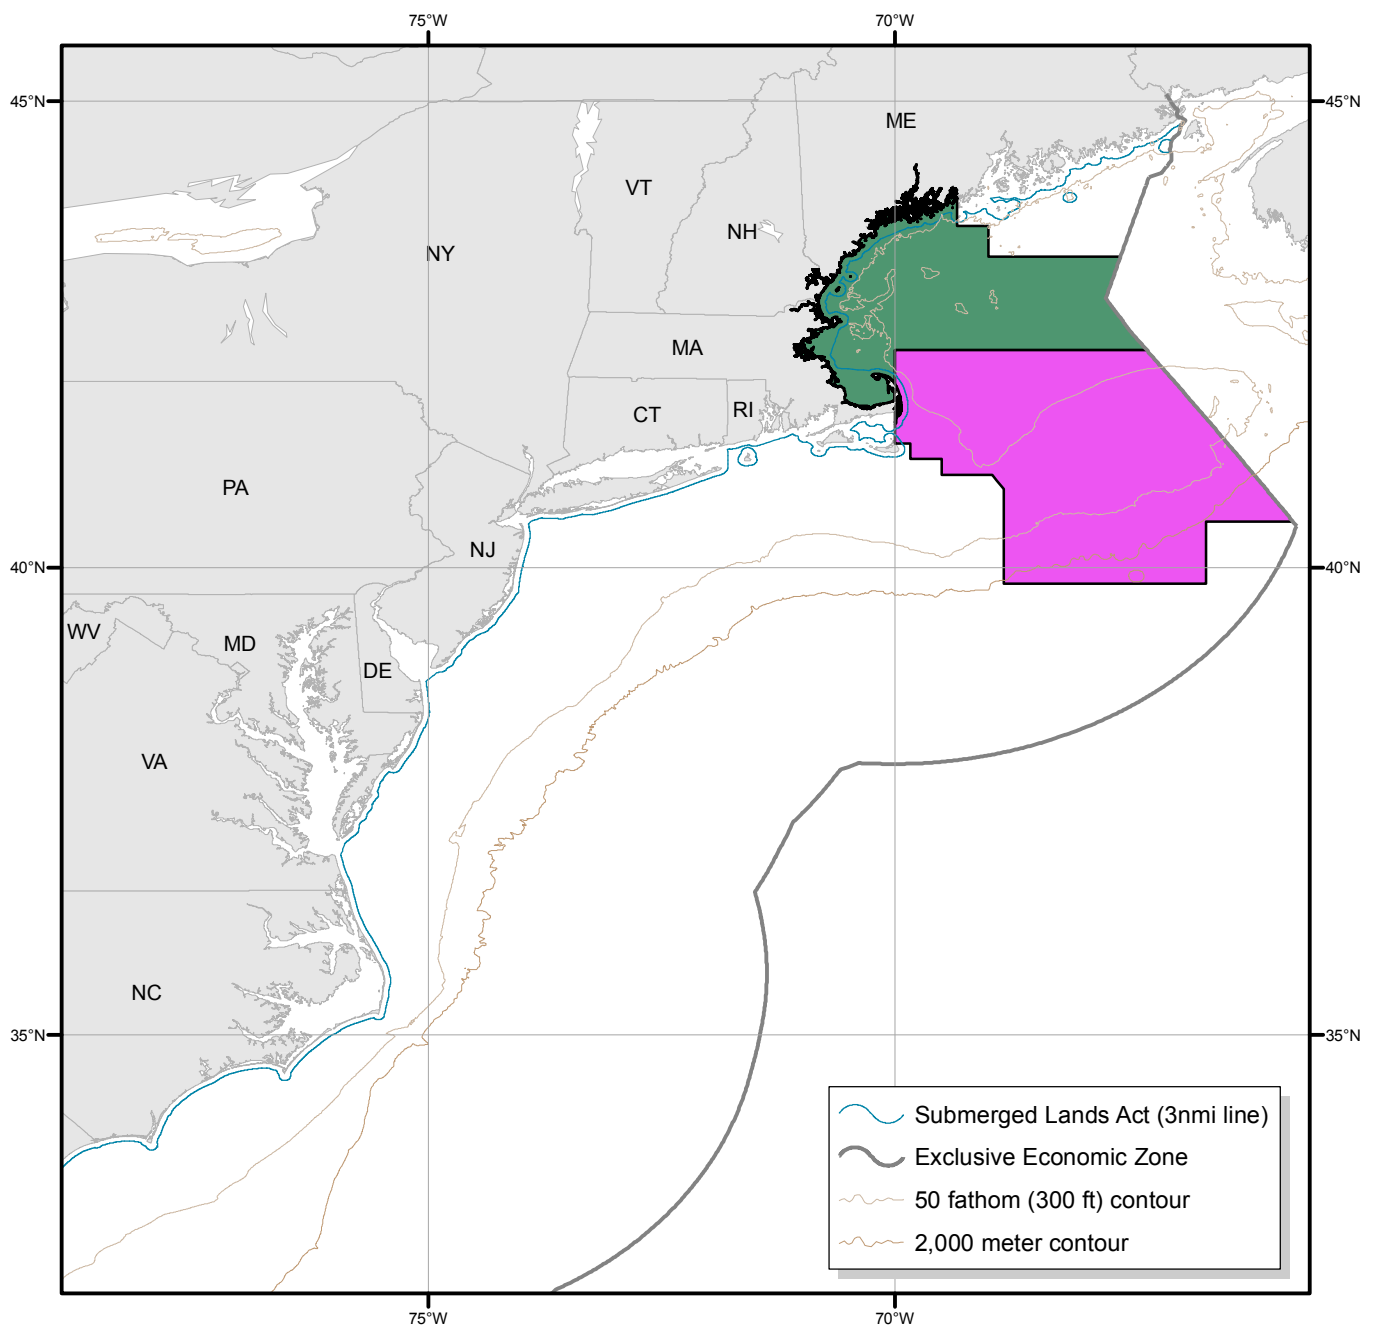 75°W 70°W
45°N 45°N
ME
VT
NH
NY
MA
CT RI
PA
NJ
40°N 40°N
WV
MD
DE
VA
NC
35°N 35°N
Submerged Lands Act (3nmi line)
Exclusive Economic Zone
50 fathom (300 ft) contour
2,000 meter contour
75°W 70°W